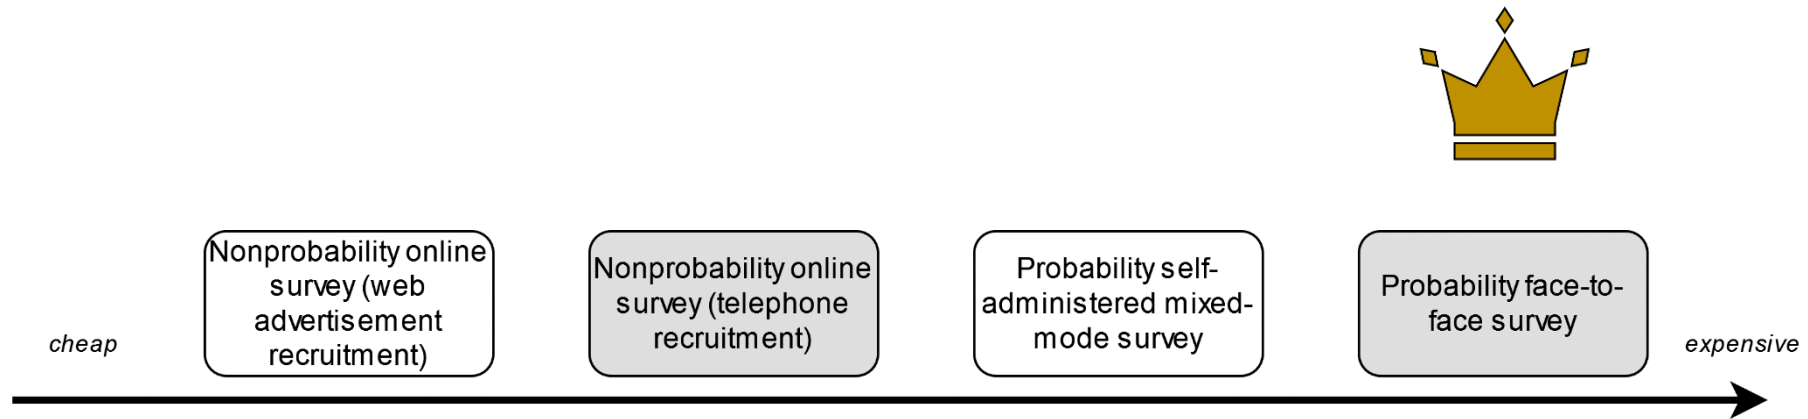 cheap
Nonprobability online
survey (web
advertisement
recruitment)
Nonprobability online
survey (telephone
recruitment)
Probability self-
administered mixed-
mode survey
Probability face-to-
face survey
expensive